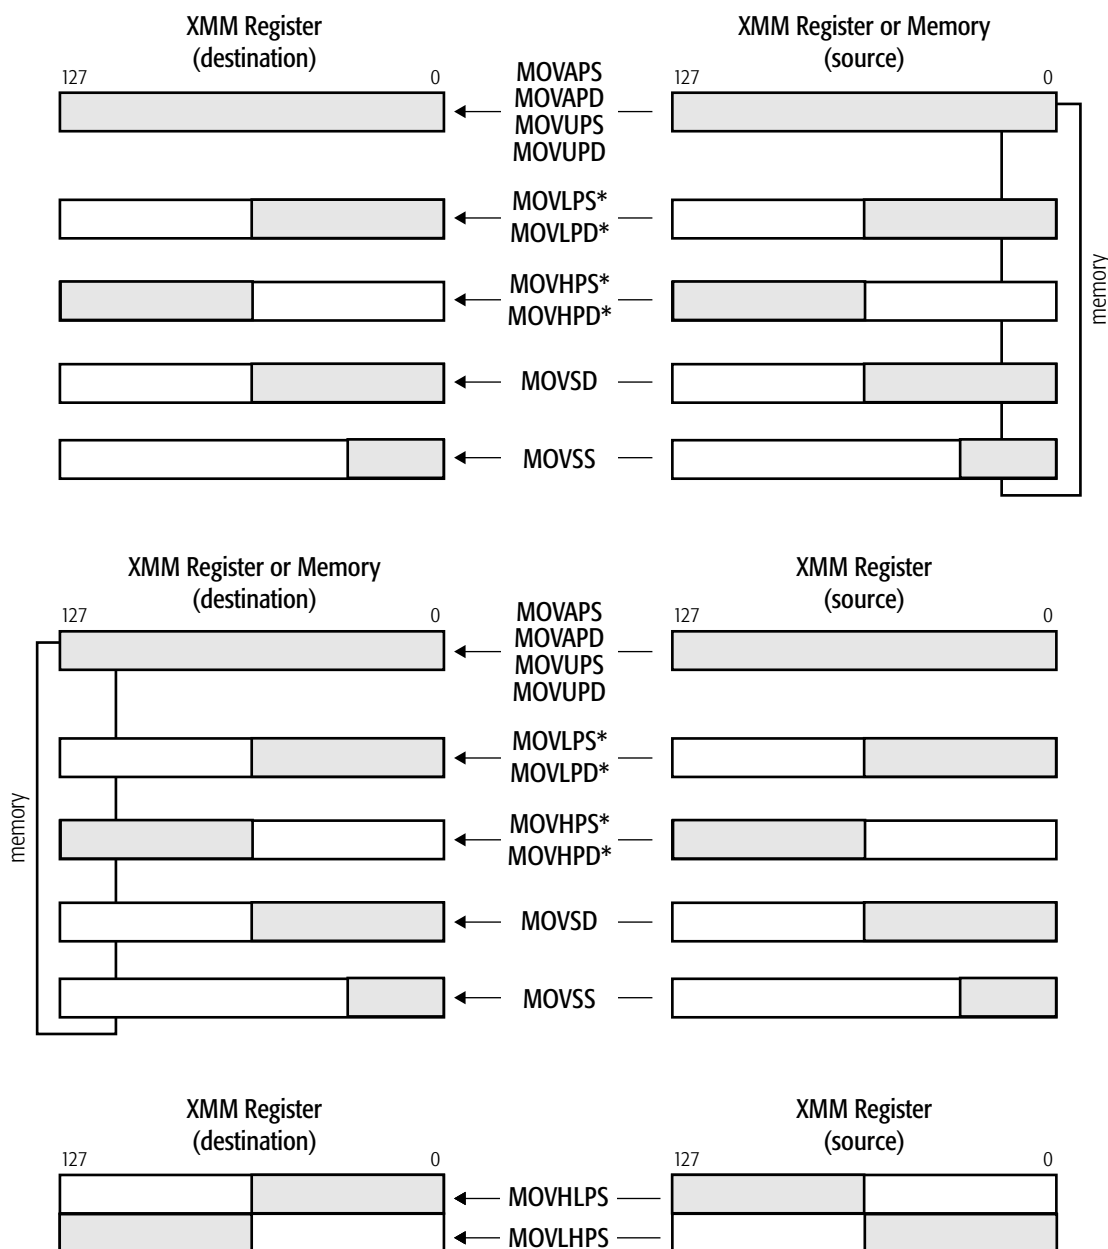 XMM Register
(destination)
XMM Register or Memory
(source)
127 0
127 0
MOVAPS
MOVAPD
MOVUPS
MOVUPD
MOVLPS*
MOVLPD*
MOVHPS*
MOVHPD*
MOVSD
MOVSS
memory
XMM Register or Memory
(destination)
XMM Register
(source)
127 0
127 0
MOVAPS
MOVAPD
MOVUPS
MOVUPD
MOVLPS*
MOVLPD*
MOVHPS*
MOVHPD*
MOVSD
MOVSS
memory
XMM Register
(destination)
XMM Register
(source)
127 0
127 0
MOVHLPS
MOVLHPS